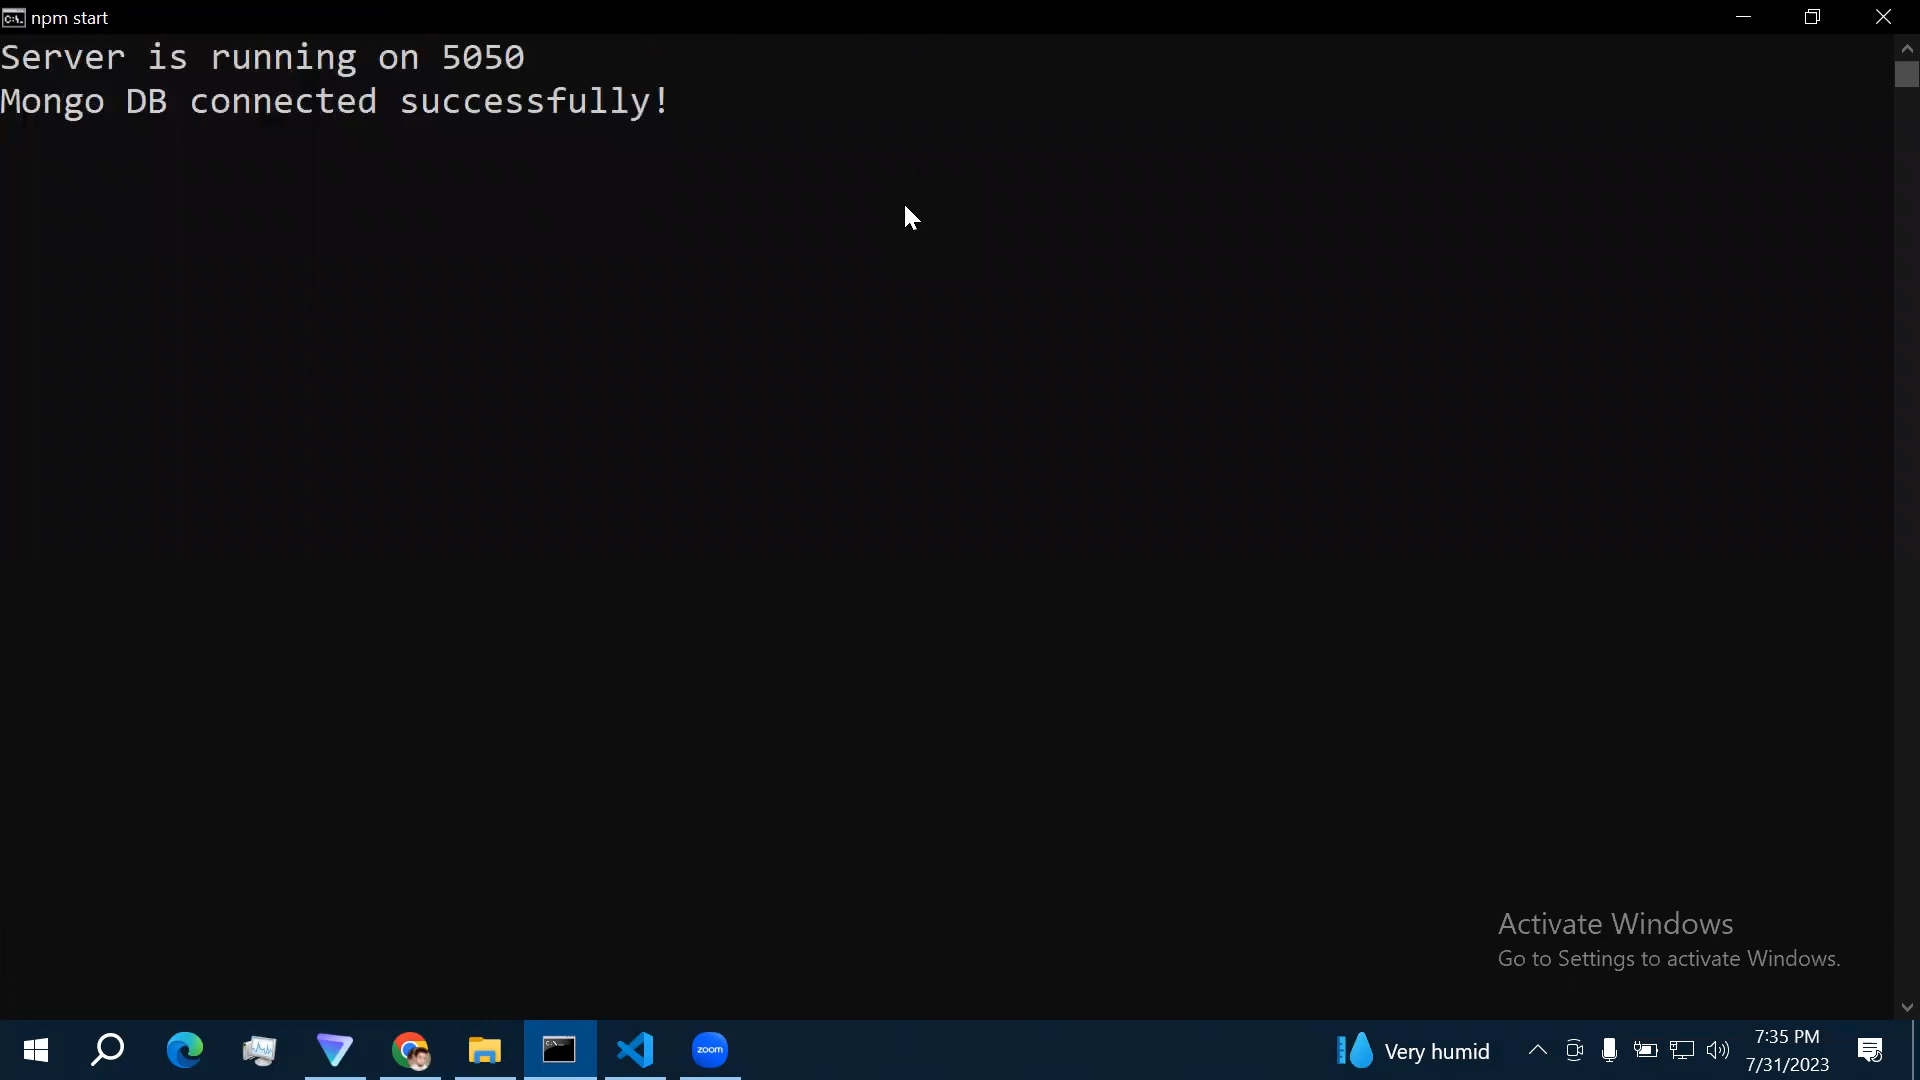 npm start
Server is running on 5050
Mongo DB connected successfully!
Activate Windows
Go to Settings to activate Windows.
zoom
Very humid
7:35 PM
7/31/2023